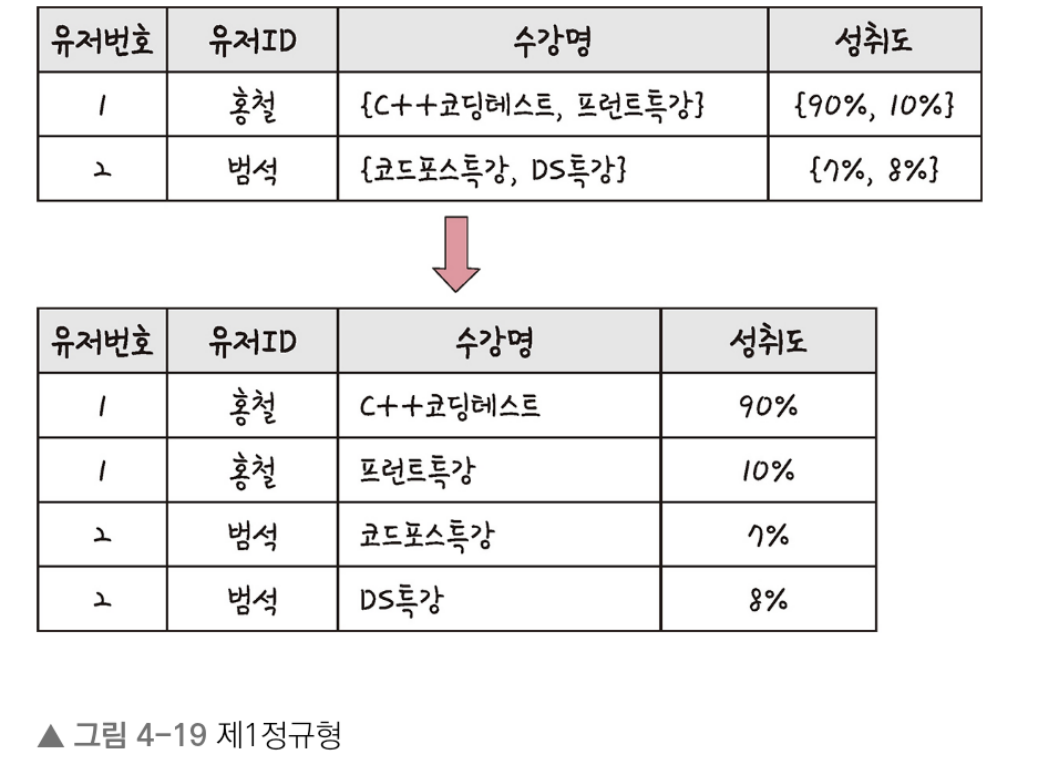 유저번호 유저ID 수강명 성취도
1 홍철 {C++코딩테스트, 프런트특강} {90%, 10%}
2 범석 {코드포스특강, DS특강} {7%, 8%}
유저번호 유저ID 수강명 성취도
1 홍철 C++코딩테스트 90%
1 홍철 프런트특강 10%
2 범석 코드포스특강 7%
2 범석 DS특강 8%
▲ 그림 4-19 제1정규형